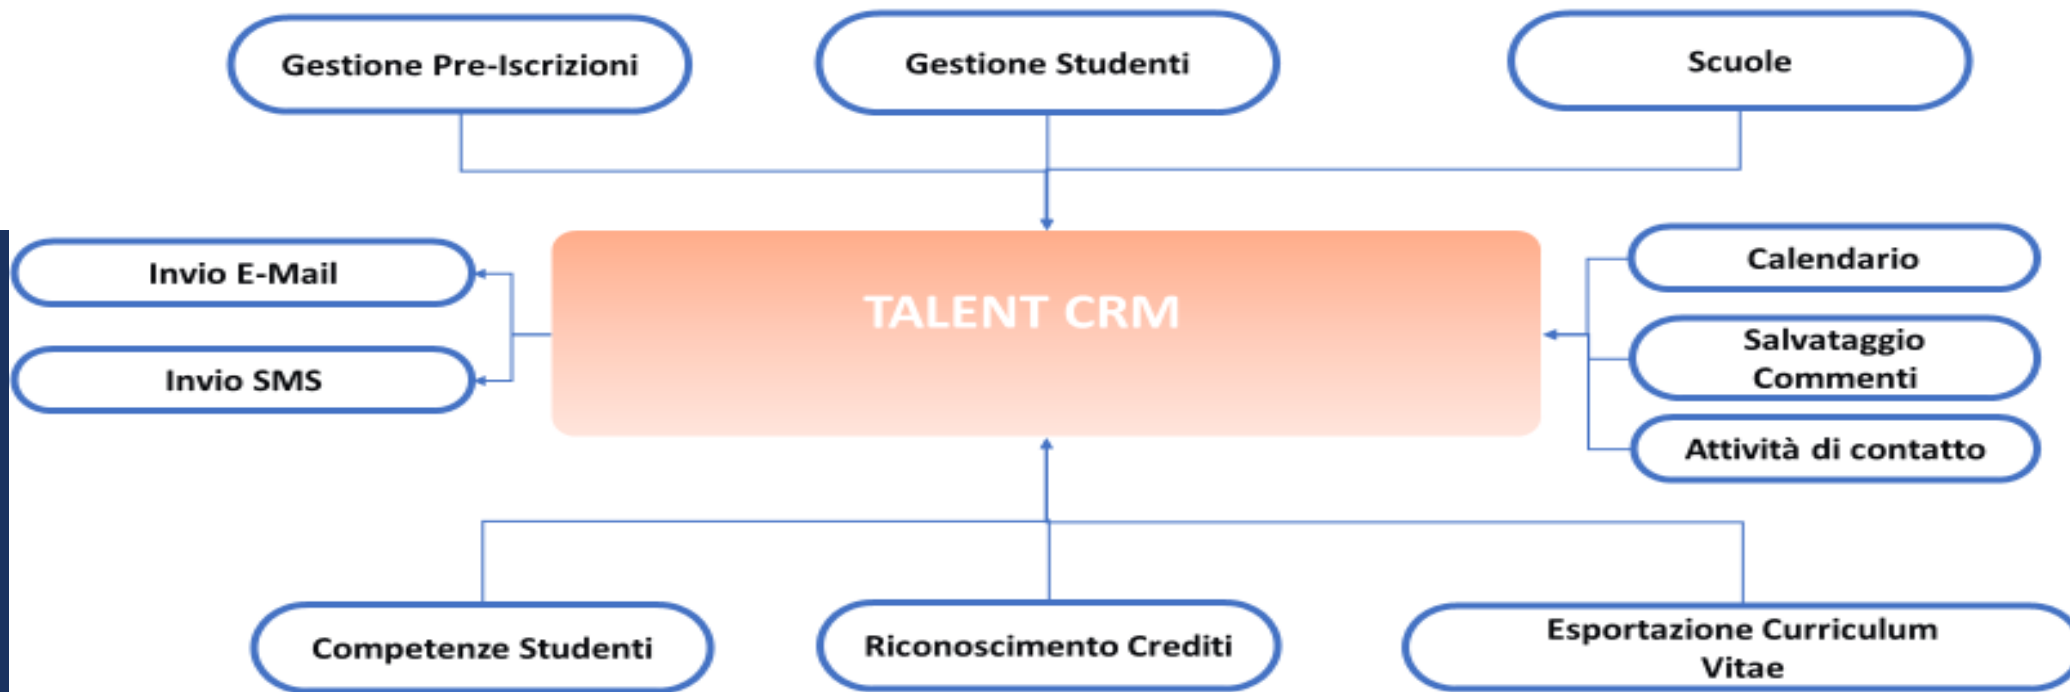 Gestione Pre-Iscrizioni
Gestione Studenti
Scuole
Invio E-Mail
Invio SMS
TALENT CRM
Calendario
Salvataggio
Commenti
Attività di contatto
Competenze Studenti
Riconoscimento Crediti
Esportazione Curriculum
Vitae